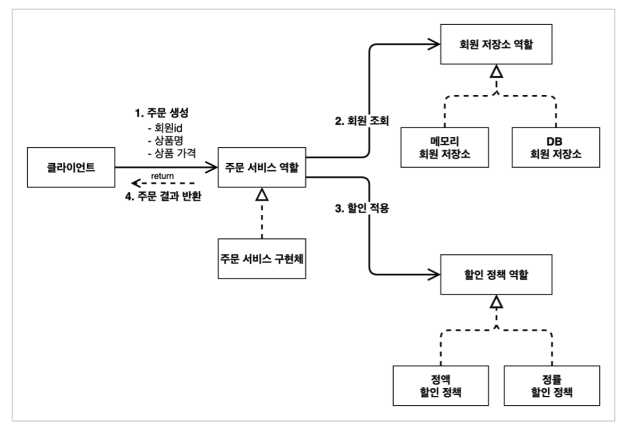 회원 저장소 역할
1. 주문 생성
- 회원id
- 상품명
- 상품 가격
2. 회원 조회
메모리
회원 저장소
DB
회원 저장소
클라이언트
주문 서비스 역할
return
4. 주문 결과 반환
3. 할인 적용
주문 서비스 구현체
할인 정책 역할
정액
할인 정책
정률
할인 정책